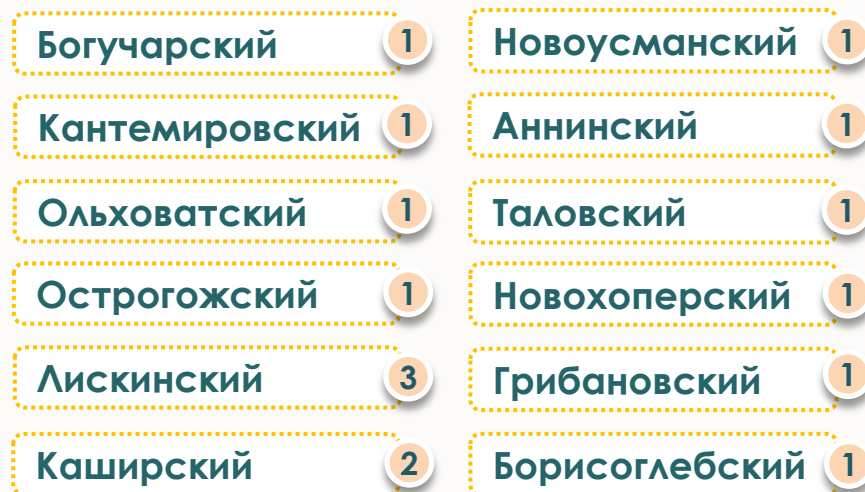 Богучарский 1
Кантемировский 1
Ольховатский 1
Острогожский 1
Лискинский 3
Каширский 2
Новоусманский 1
Аннинский 1
Таловский 1
Новохоперский 1
Грибановский 1
Борисоглебский 1